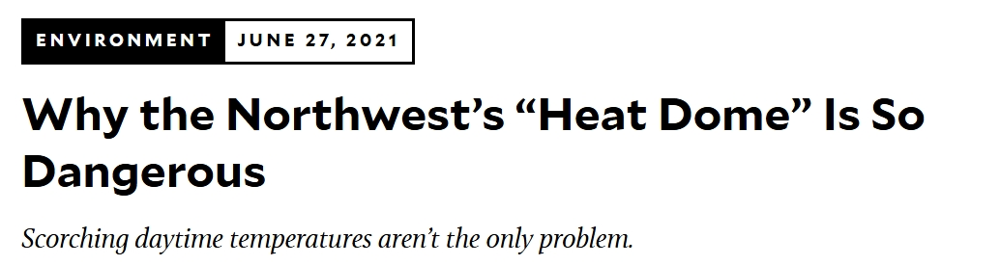 ENVIRONMENT JUNE 27, 2021
Why the Northwest’s “Heat Dome” Is So
Dangerous
Scorching daytime temperatures aren’t the only problem.